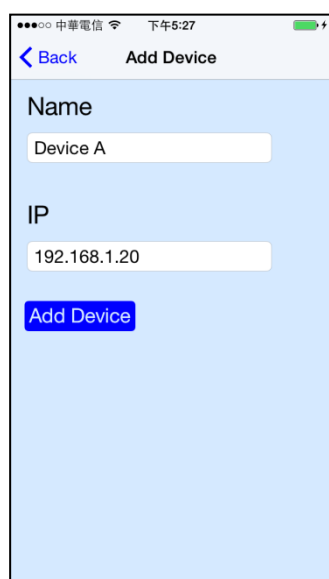 中華電信 下午5:27
Back Add Device
Name
Device A
IP
192.168.1.20
Add Device